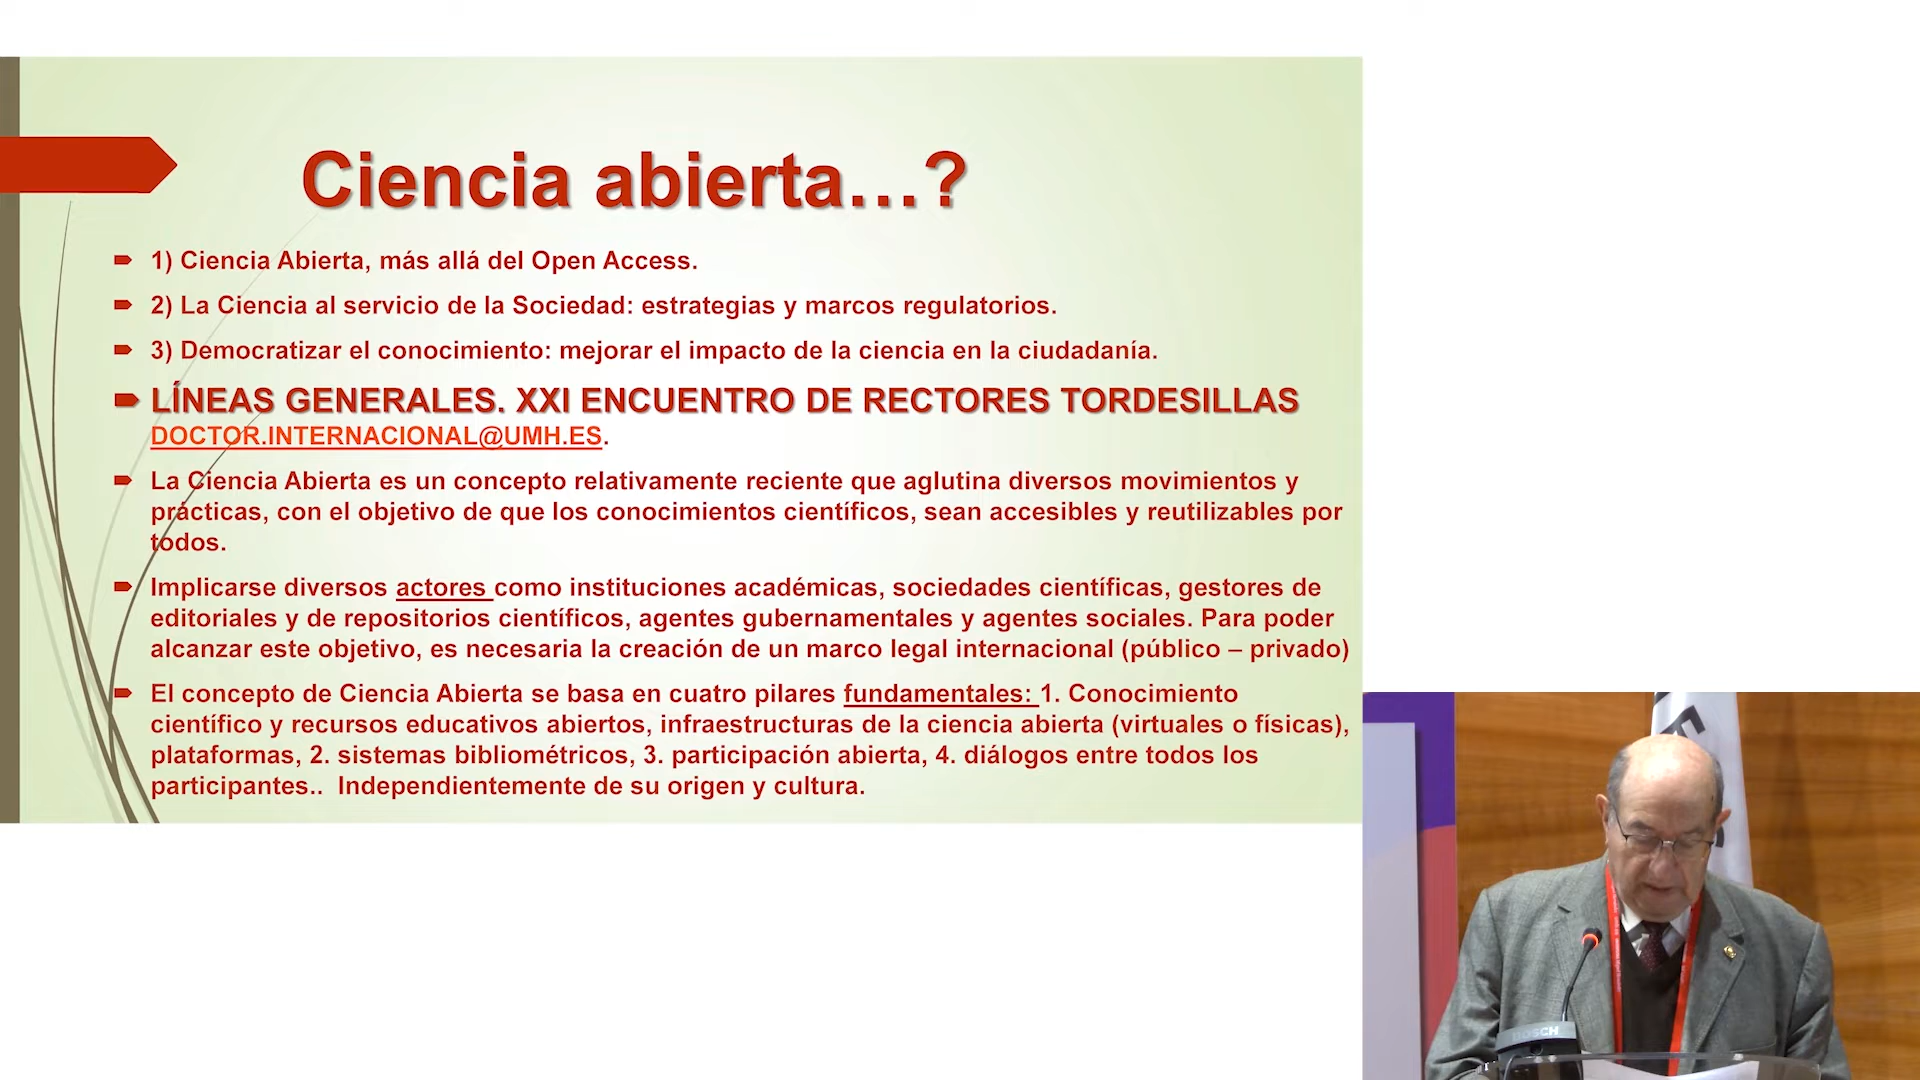 Ciencia abierta...?
1) Ciencia Abierta, más allá del Open Access.
2) La Ciencia al servicio de la Sociedad: estrategias y marcos regulatorios.
3) Democratizar el conocimiento: mejorar el impacto de la ciencia en la ciudadanía.
LÍNEAS GENERALES. XXI ENCUENTRO DE RECTORES TORDESILLAS
DOCTOR.INTERNACIONAL@UMH.ES.
La Ciencia Abierta es un concepto relativamente reciente que aglutina diversos movimientos y
prácticas, con el objetivo de que los conocimientos científicos, sean accesibles y reutilizables por
todos.
Implicarse diversos actores como instituciones académicas, sociedades científicas, gestores de
editoriales y de repositorios científicos, agentes gubernamentales y agentes sociales. Para poder
alcanzar este objetivo, es necesaria la creación de un marco legal internacional (público – privado)
El concepto de Ciencia Abierta se basa en cuatro pilares fundamentales: 1. Conocimiento
científico y recursos educativos abiertos, infraestructuras de la ciencia abierta (virtuales o físicas),
plataformas, 2. sistemas bibliométricos, 3. participación abierta, 4. diálogos entre todos los
participantes.. Independientemente de su origen y cultura.
BOSCH